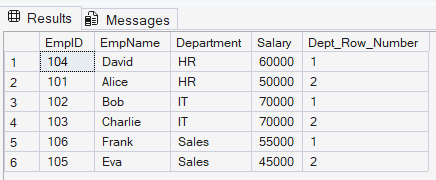 Results Messages
EmpID EmpName Department Salary Dept_Row_Number
1 104 David HR 60000 1
2 101 Alice HR 50000 2
3 102 Bob IT 70000 1
4 103 Charlie IT 70000 2
5 106 Frank Sales 55000 1
6 105 Eva Sales 45000 2